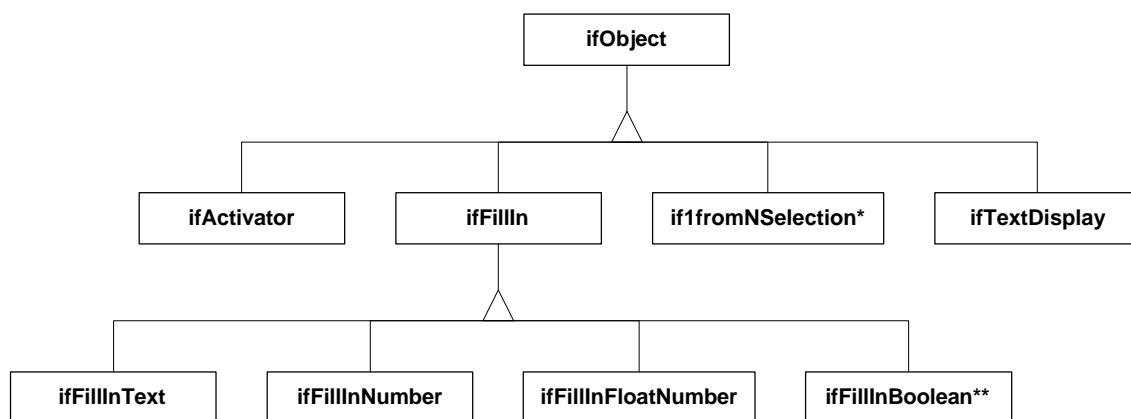 ifObject
ifActivator
ifFillIn
if1fromNSelection*
ifTextDisplay
ifFillInText
ifFillInNumber
ifFillInFloatNumber
ifFillInBoolean**